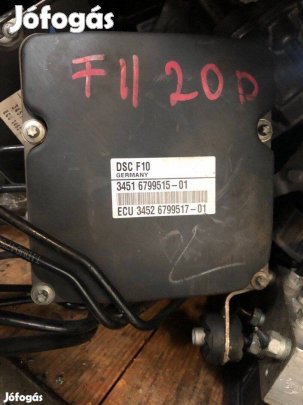 Jófogás
F11 20D
DSC F10
GERMANY
3451 6799515-01
ECU 3452 6799517-01
Jófogás